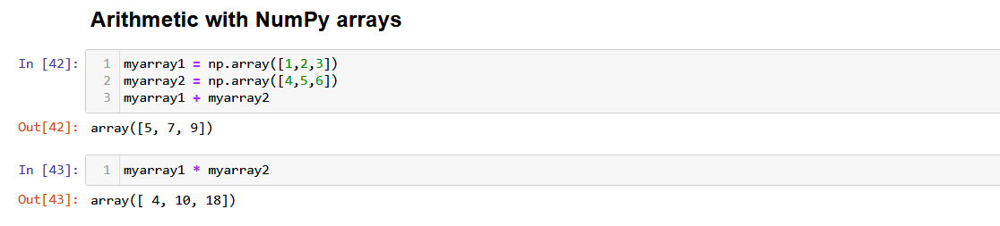 Arithmetic with NumPy arrays
In [42]: 1 myarray1 = np.array([1,2,3])
2 myarray2 = np.array([4,5,6])
3 myarray1 + myarray2
Out[42]: array([5, 7, 9])
In [43]: 1 myarray1 * myarray2
Out[43]: array([ 4, 10, 18])